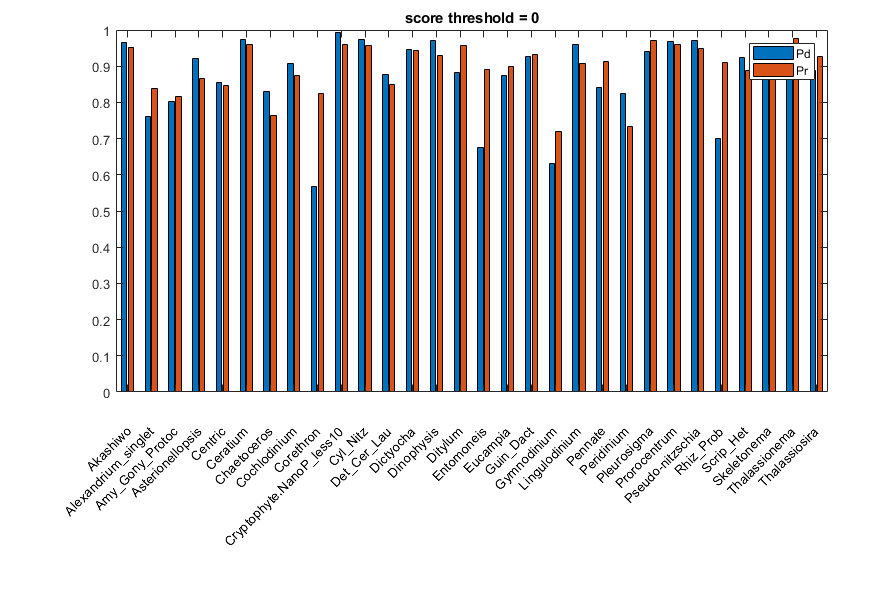 score threshold = 0
Pd
Pr
1
0.9
0.8
0.7
0.6
0.5
0.4
0.3
0.2
0.1
0
Akashiwo
Alexandrium_singlet
Amy_Gony_Protoc
Asterionellopsis
Centric
Ceratium
Chaetoceros
Cochlodinium
Corethron
Cryptophyte.NanoP_less10
Cyl_Nitz
Det_Cer_Lau
Dictyocha
Dinophysis
Ditylum
Entomoneis
Eucampia
Guin_Dact
Gymnodinium
Lingulodinium
Pennate
Peridinium
Pleurosigma
Prorocentrum
Pseudo-nitzschia
Rhiz_Prob
Scrip_Het
Skeletonema
Thalassionema
Thalassiosira